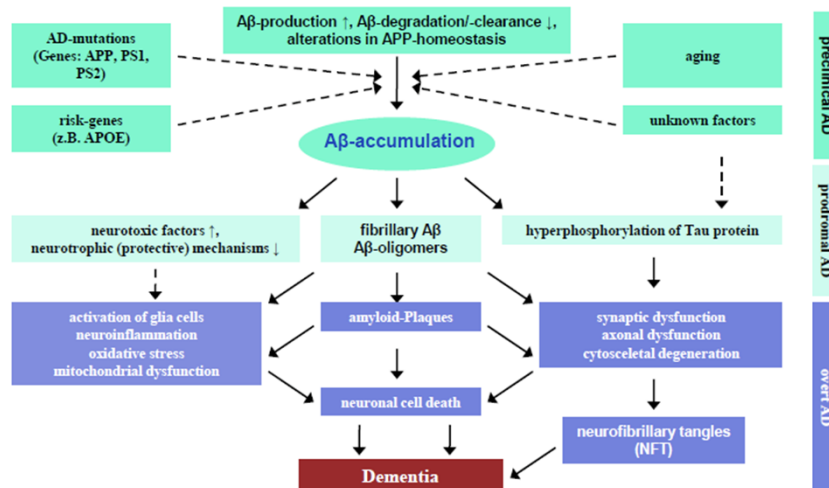 Aβ-production ↑, Aβ-degradation/-clearance ↓,
alterations in APP-homeostasis
AD-mutations
(Genes: APP, PS1,
PS2)
aging
risk-genes
(z.B. APOE)
unknown factors
Aβ-accumulation
preclinical AD
neurotoxic factors ↑,
neurotrophic (protective) mechanisms ↓
fibrillary Aβ
Aβ-oligomers
hyperphosphorylation of Tau protein
prodromal AD
activation of glia cells
neuroinflammation
oxidative stress
mitochondrial dysfunction
amyloid-Plaques
synaptic dysfunction
axonal dysfunction
cytosceletal degeneration
neuronal cell death
neurofibrillary tangles
(NFT)
overt AD
Dementia